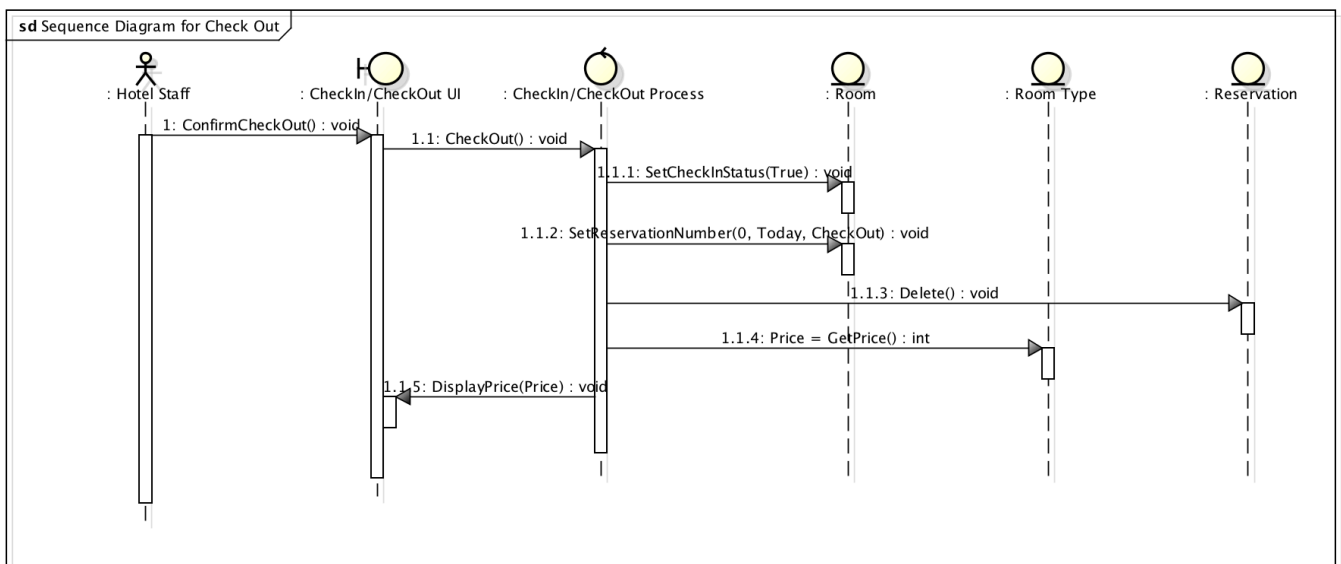 sd Sequence Diagram for Check Out
: Hotel Staff
: CheckIn/CheckOut UI
: CheckIn/CheckOut Process
: Room
: Room Type
: Reservation
1: ConfirmCheckOut() : void
1.1: CheckOut() : void
1.1.1: SetCheckInStatus(True) : void
1.1.2: SetReservationNumber(0, Today, CheckOut) : void
1.1.3: Delete() : void
1.1.4: Price = GetPrice() : int
1.1.5: DisplayPrice(Price) : void